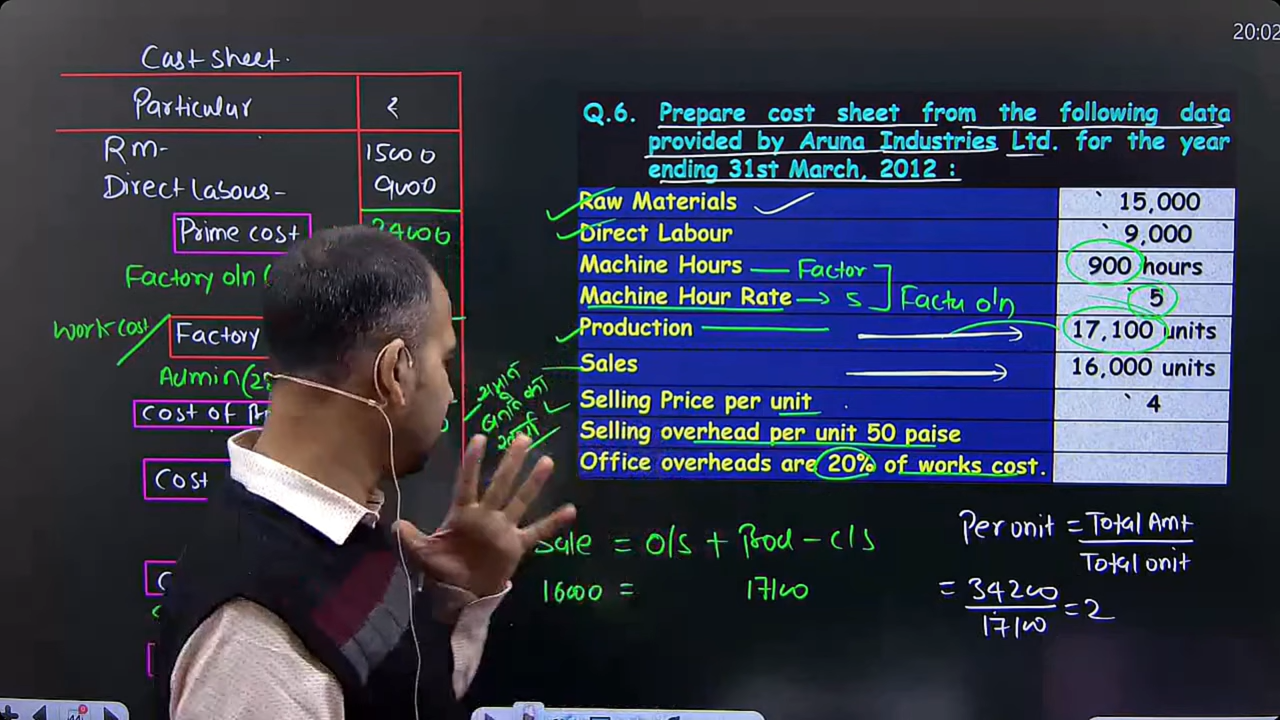 20:02
Cast sheet.
Particular ₹
RM- 15000
Direct Labour- 9000
Prime cost 24000
Factory o/n (
work cost
Factory
Admin (2
Cost of
Cost
Q.6. Prepare cost sheet from the following data
provided by Aruna Industries Ltd. for the year
ending 31st March, 2012 :
Raw Materials ` 15,000
Direct Labour ` 9,000
Machine Hours — Factor 900 hours
Machine Hour Rate → 5 Factu o/n ` 5
Production 17,100 units
Sales 16,000 units
Selling Price per unit ` 4
Selling overhead per unit 50 paise
Office overheads are 20% of works cost.
Sale = O/S + Prod - C/S
16000 = 17100
Per unit = Total Amt
Total unit
= 34200
17100
= 2
44